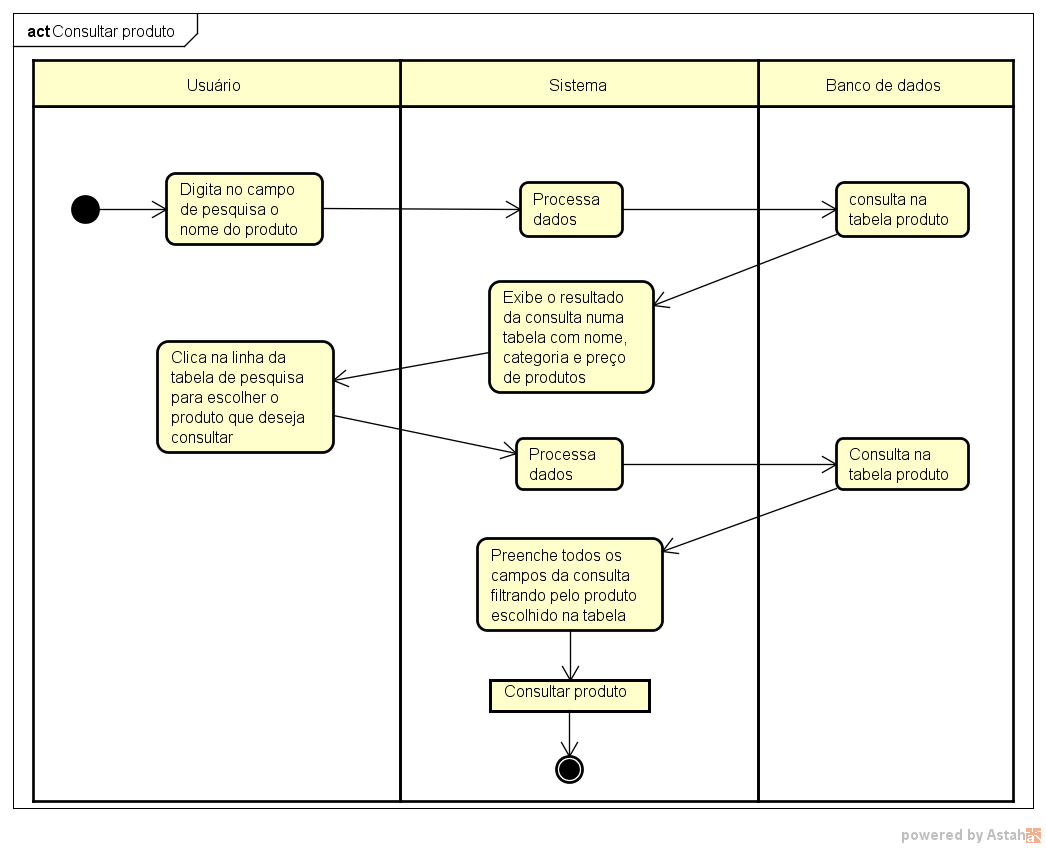 act Consultar produto
Usuário
Sistema
Banco de dados
Digita no campo
de pesquisa o
nome do produto
Processa
dados
consulta na
tabela produto
Exibe o resultado
da consulta numa
tabela com nome,
categoria e preço
de produtos
Clica na linha da
tabela de pesquisa
para escolher o
produto que deseja
consultar
Processa
dados
Consulta na
tabela produto
Preenche todos os
campos da consulta
filtrando pelo produto
escolhido na tabela
Consultar produto
powered by Astah